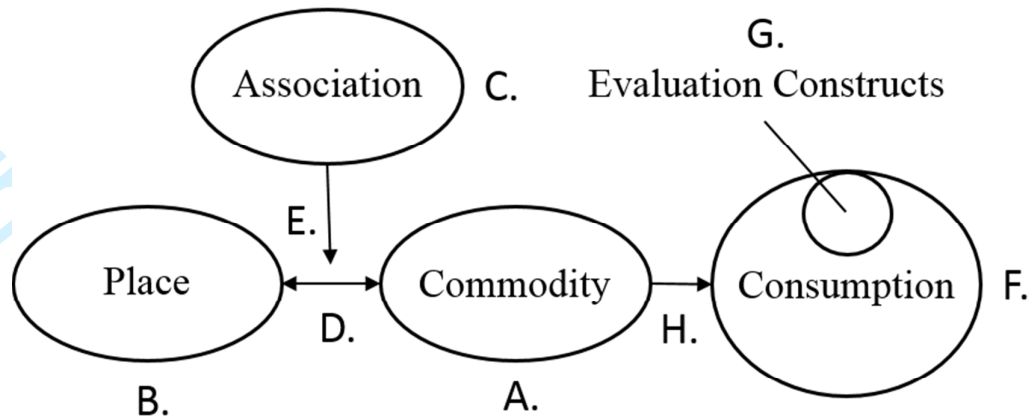 G.
Association
C.
Evaluation Constructs
E.
Place
Commodity
Consumption
F.
D.
H.
B.
A.